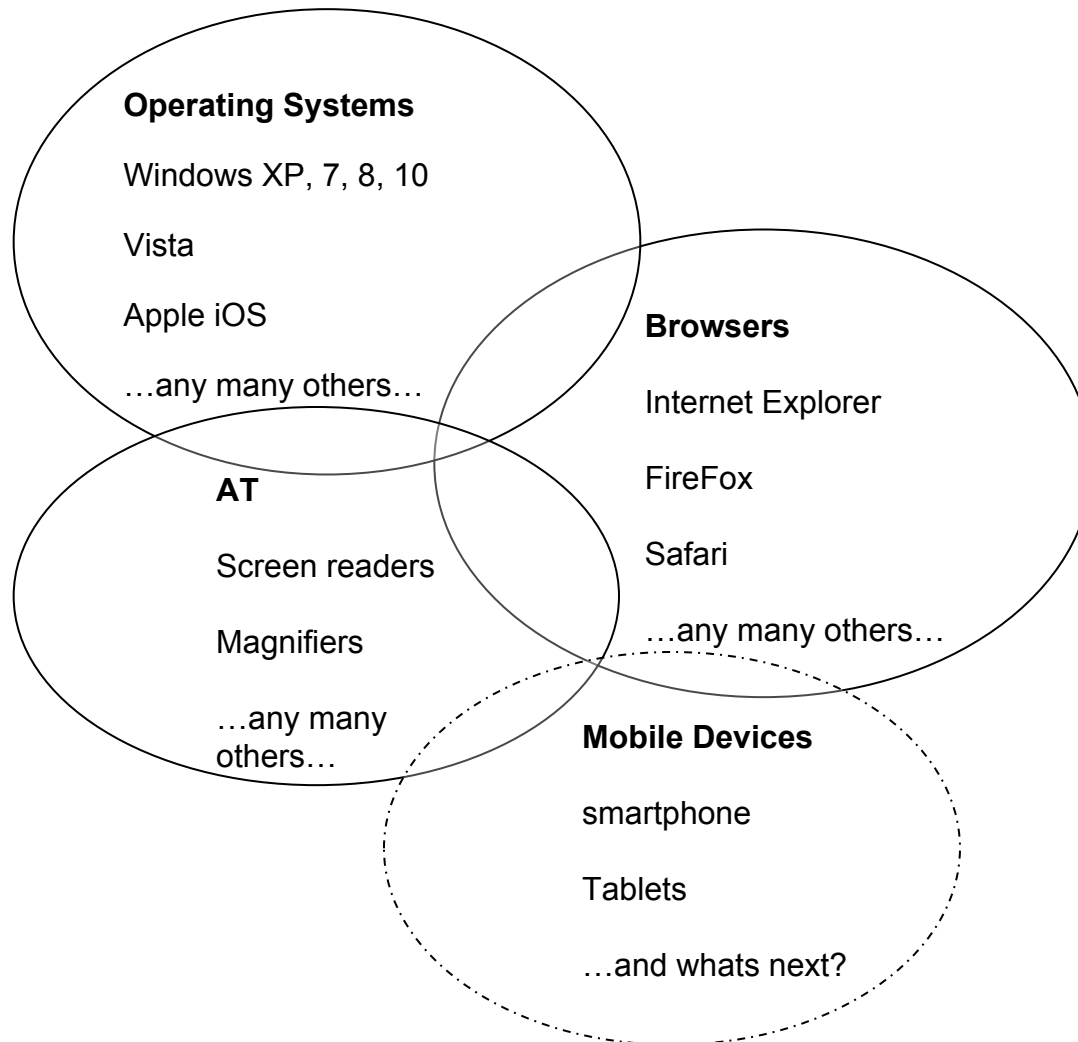 Operating Systems
Windows XP, 7, 8, 10
Vista
Apple iOS
…any many others…
Browsers
Internet Explorer
FireFox
Safari
…any many others…
AT
Screen readers
Magnifiers
…any many
others…
Mobile Devices
smartphone
Tablets
…and whats next?